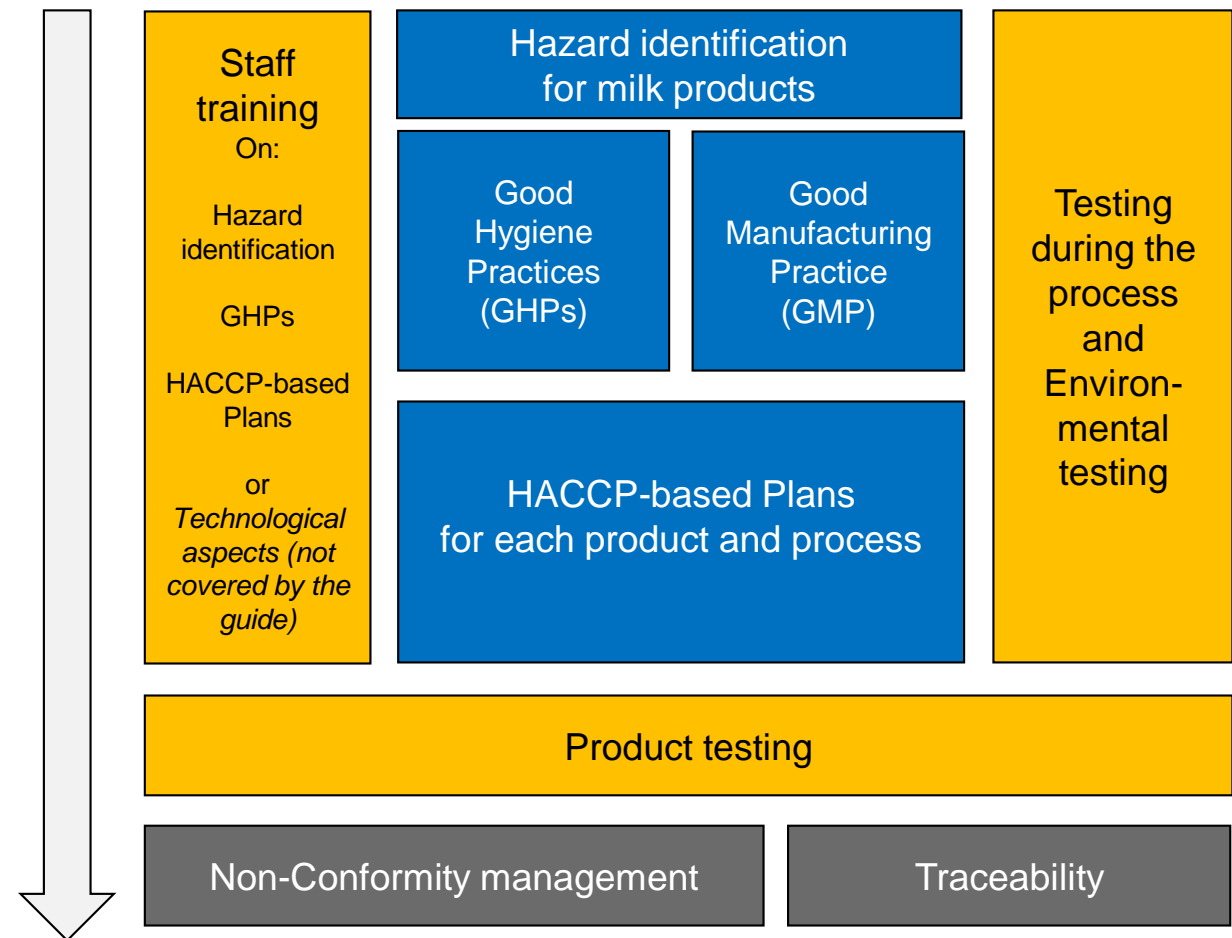 Staff
training
On:
Hazard
identification
GHPs
HACCP-based
Plans
or
Technological
aspects (not
covered by the
guide)
Hazard identification
for milk products
Good
Hygiene
Practices
(GHPs)
Good
Manufacturing
Practice
(GMP)
HACCP-based Plans
for each product and process
Testing
during the
process
and
Environ-
mental
testing
Product testing
Non-Conformity management
Traceability